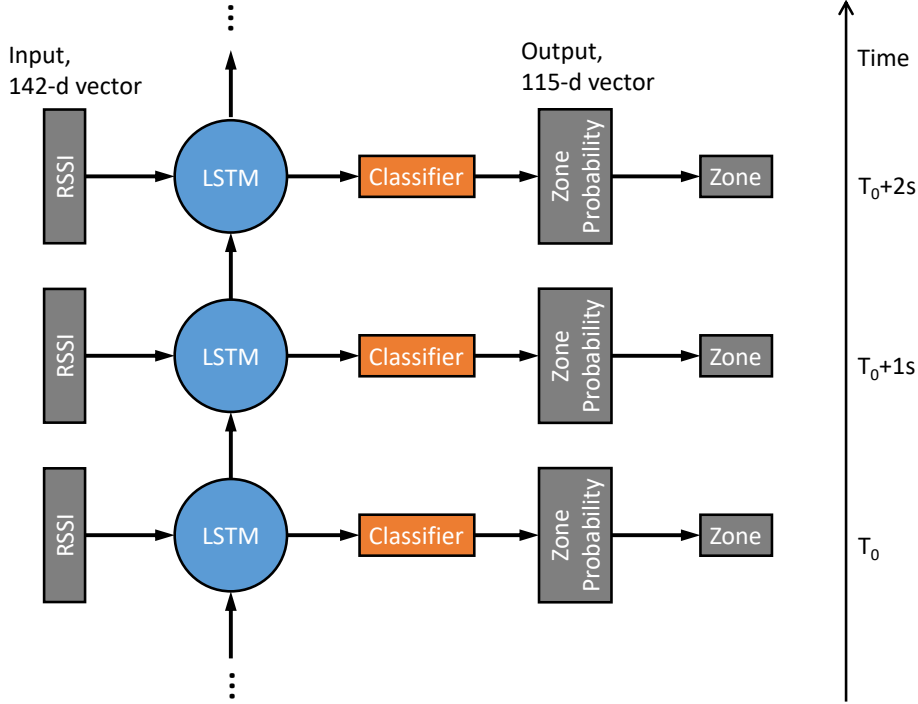 Input,
142-d vector
Output,
115-d vector
Time
RSSI
LSTM
Classifier
Zone
Probability
Zone
T0+2s
RSSI
LSTM
Classifier
Zone
Probability
Zone
T0+1s
RSSI
LSTM
Classifier
Zone
Probability
Zone
T0